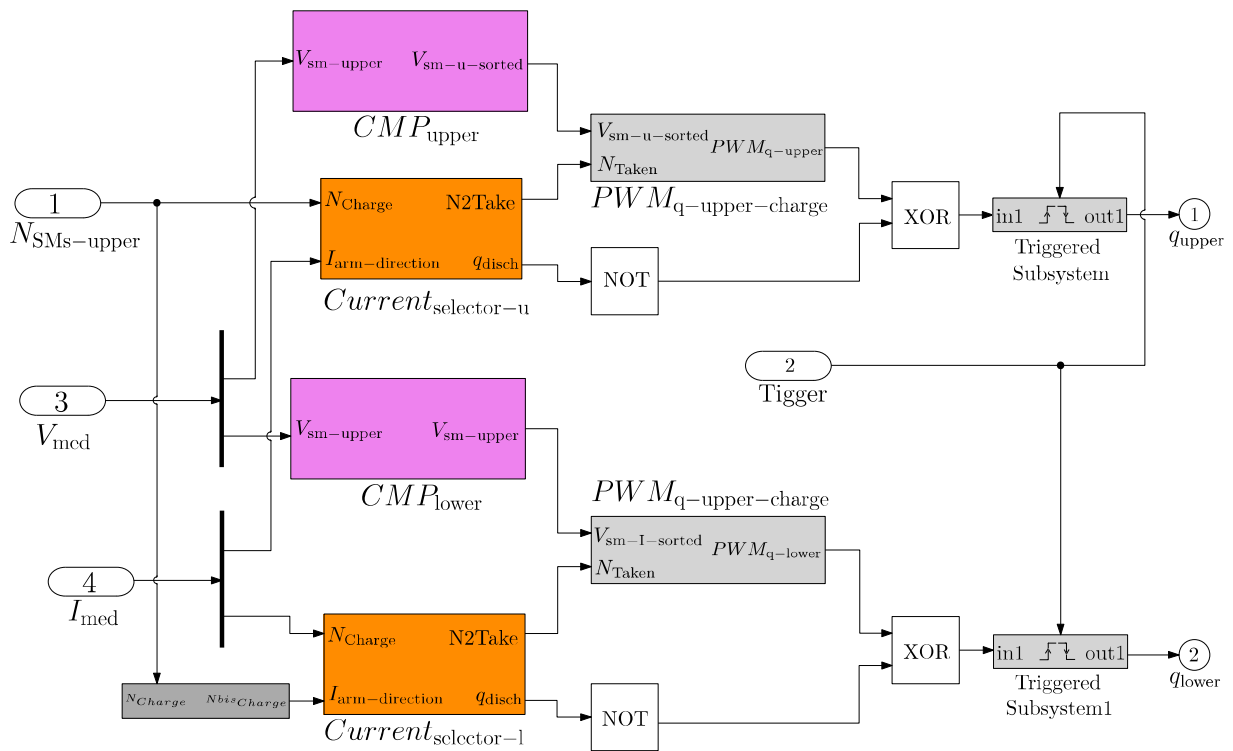 V_sm−upper V_sm−u−sorted
CMP_upper
V_sm−u−sorted
PWM_q−upper
N_Taken
PWM_q−upper−charge
1
N_SMs−upper
N_Charge N2Take
I_arm−direction q_disch
Current_selector−u
NOT
XOR
in1 out1
Triggered
Subsystem
1
q_upper
2
Tigger
3
V_med
V_sm−upper V_sm−upper
CMP_lower
PWM_q−upper−charge
V_sm−I−sorted
PWM_q−lower
N_Taken
4
I_med
N_Charge N2Take
I_arm−direction q_disch
Current_selector−l
N_Charge Nbis_Charge
NOT
XOR
in1 out1
Triggered
Subsystem1
2
q_lower